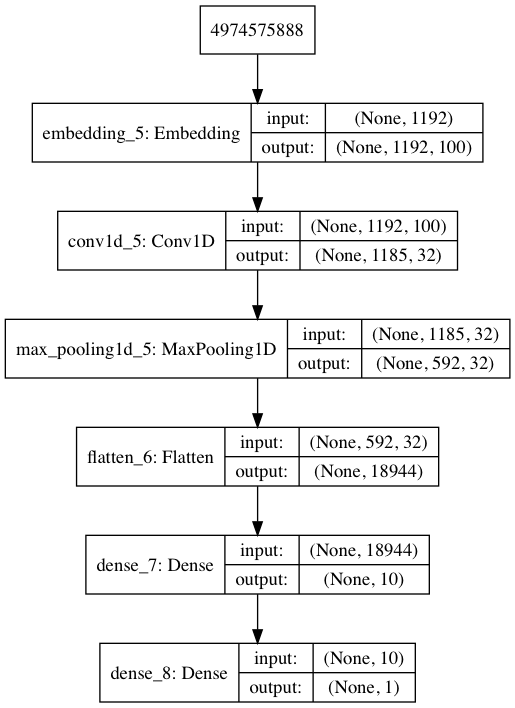 4974575888
embedding_5: Embedding
input:
(None, 1192)
output:
(None, 1192, 100)
conv1d_5: Conv1D
input:
(None, 1192, 100)
output:
(None, 1185, 32)
max_pooling1d_5: MaxPooling1D
input:
(None, 1185, 32)
output:
(None, 592, 32)
flatten_6: Flatten
input:
(None, 592, 32)
output:
(None, 18944)
dense_7: Dense
input:
(None, 18944)
output:
(None, 10)
dense_8: Dense
input:
(None, 10)
output:
(None, 1)